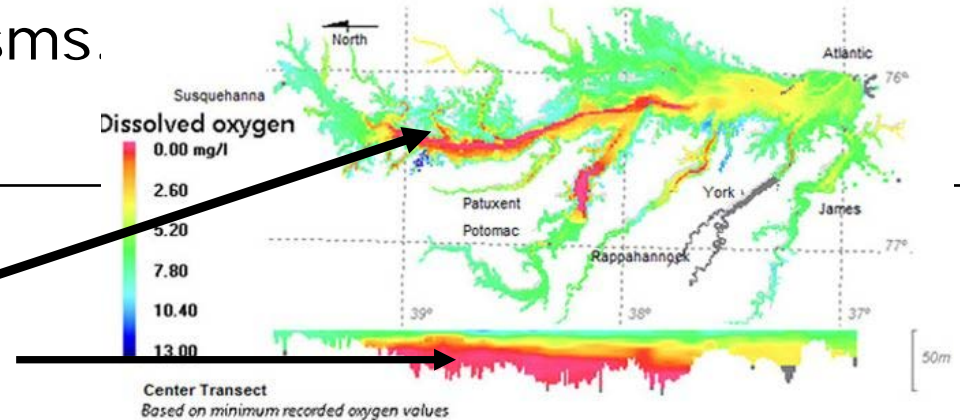 sms.
North
Atlantic
76°
Susquehanna
Dissolved oxygen
0.00 mg/l
2.60
5.20
7.80
10.40
13.00
Patuxent
York
James
Potomac
Rappahannock
77°
39°
38°
37°
50m
Center Transect
Based on minimum recorded oxygen values